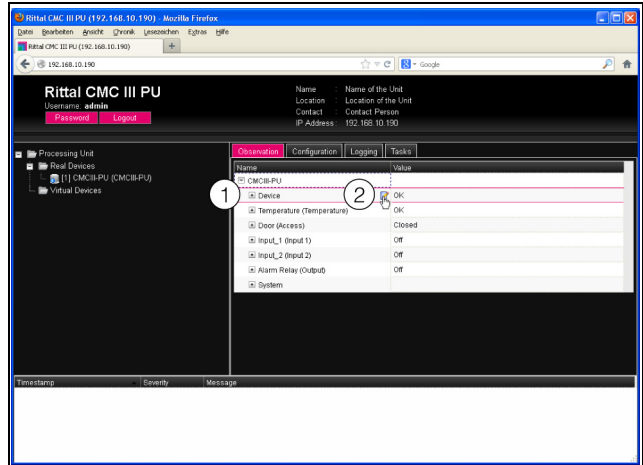 Rittal CMC III PU (192.168.10.190) - Mozilla Firefox
Datei Bearbeiten Ansicht Chronik Lesezeichen Extras Hilfe
Rittal CMC III PU (192.168.10.190) +
192.168.10.190 Google
Rittal CMC III PU
Username: admin
Password Logout
Name : Name of the Unit
Location : Location of the Unit
Contact : Contact Person
IP Address : 192.168.10.190
Processing Unit
Real Devices
[1] CMCIII-PU (CMCIII-PU)
Virtual Devices
Observation Configuration Logging Tasks
Name Value
CMCIII-PU
1 Device 2 OK
Temperature (Temperature) OK
Door (Access) Closed
Input_1 (Input 1) Off
Input_2 (Input 2) Off
Alarm Relay (Output) Off
System
Timestamp Severity Message